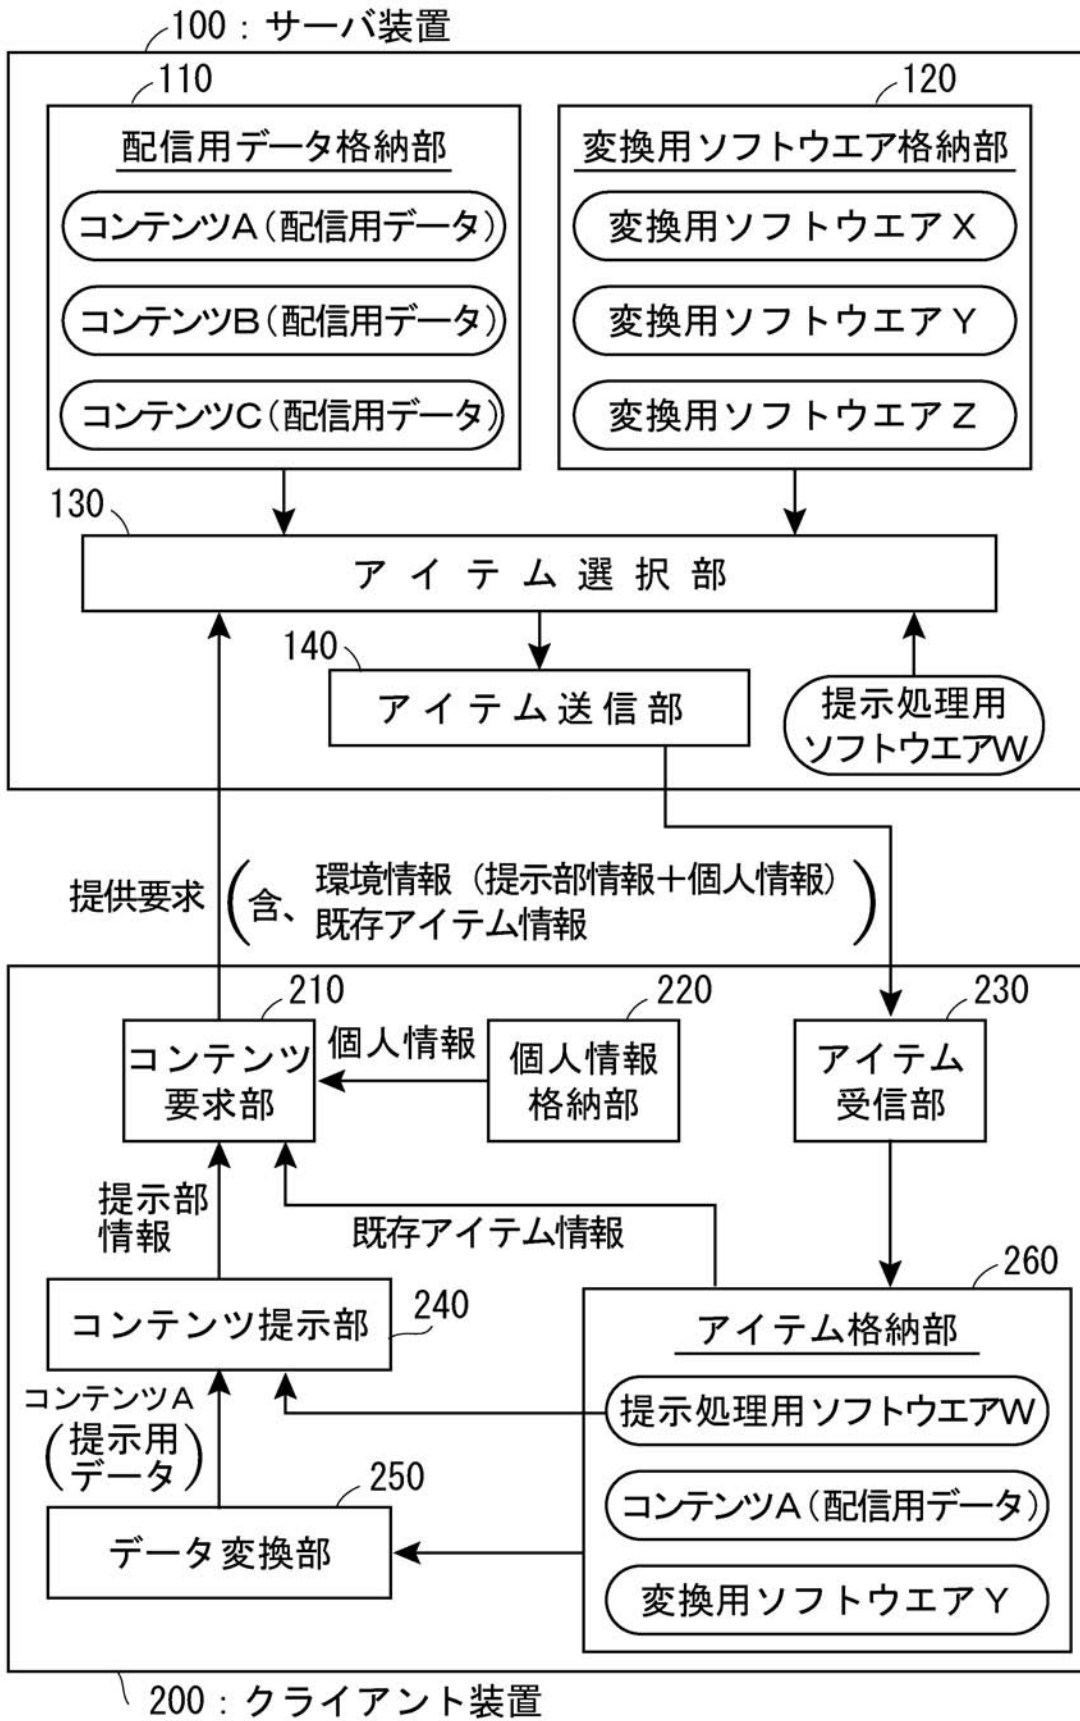 100：サーバ装置
110
配信用データ格納部
コンテンツA（配信用データ）
コンテンツB（配信用データ）
コンテンツC（配信用データ）
120
変換用ソフトウエア格納部
変換用ソフトウエアX
変換用ソフトウエアY
変換用ソフトウエアZ
130
アイテム選択部
140
アイテム送信部
提示処理用
ソフトウエアW
提供要求
含、
環境情報（提示部情報＋個人情報）
既存アイテム情報
210
コンテンツ
要求部
個人情報
220
個人情報
格納部
230
アイテム
受信部
提示部
情報
既存アイテム情報
コンテンツ提示部
240
260
アイテム格納部
提示処理用ソフトウエアW
コンテンツA（配信用データ）
変換用ソフトウエアY
コンテンツA
（提示用
データ）
250
データ変換部
200：クライアント装置